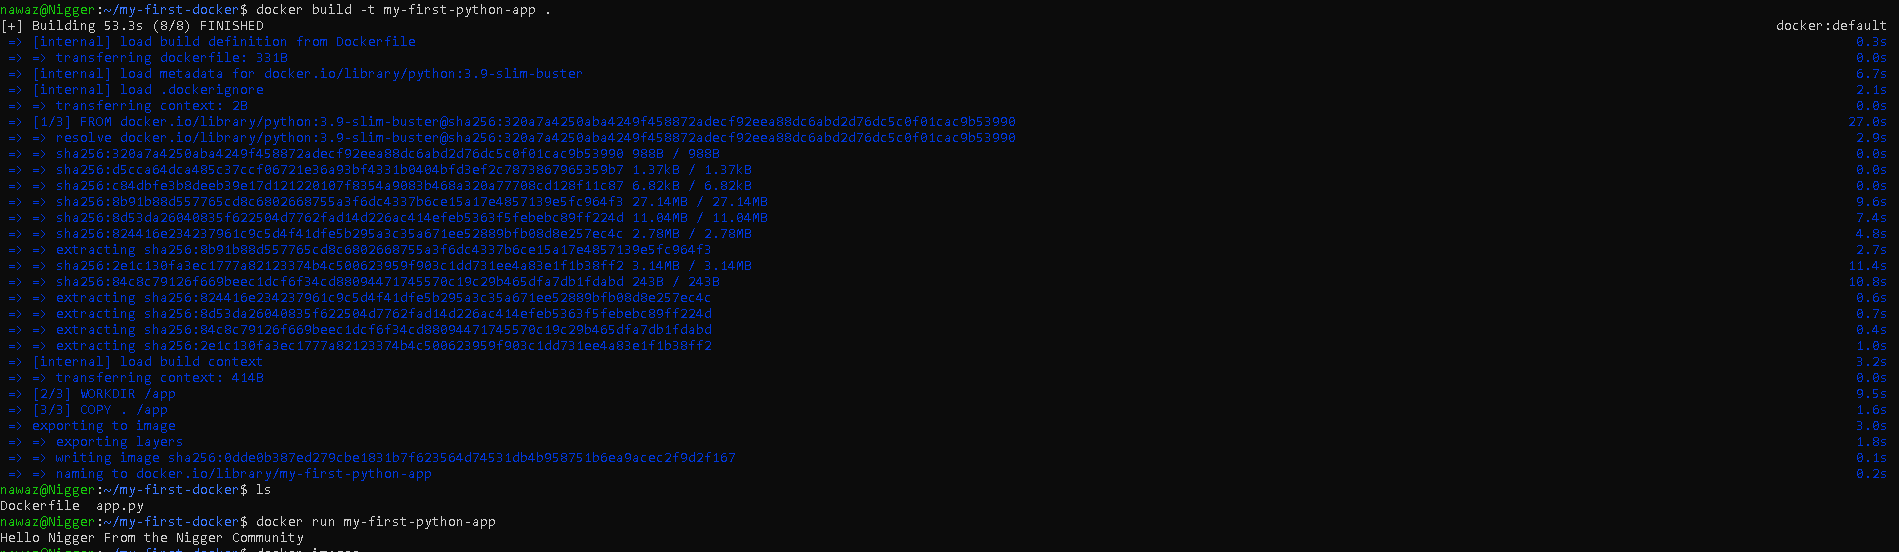 nawaz@Nigger:~/my-first-docker$ docker build -t my-first-python-app .
[+] Building 53.3s (8/8) FINISHED docker:default
=> [internal] load build definition from Dockerfile 0.3s
=> => transferring dockerfile: 331B 0.0s
=> [internal] load metadata for docker.io/library/python:3.9-slim-buster 6.7s
=> [internal] load .dockerignore 2.1s
=> => transferring context: 2B 0.0s
=> [1/3] FROM docker.io/library/python:3.9-slim-buster@sha256:320a7a4250aba4249f458872adecf92eea88dc6abd2d76dc5c0f01cac9b53990 27.0s
=> => resolve docker.io/library/python:3.9-slim-buster@sha256:320a7a4250aba4249f458872adecf92eea88dc6abd2d76dc5c0f01cac9b53990 2.9s
=> => sha256:320a7a4250aba4249f458872adecf92eea88dc6abd2d76dc5c0f01cac9b53990 988B / 988B 0.0s
=> => sha256:d5cca64dca485c37ccf06721e36a93bf4331b0404bfd3ef2c7873867965359b7 1.37kB / 1.37kB 0.0s
=> => sha256:c84dbfe3b8deeb39e17d121220107f8354a9083b468a320a77708cd128f11c87 6.82kB / 6.82kB 0.0s
=> => sha256:8b91b88d557765cd8c6802668755a3f6dc4337b6ce15a17e4857139e5fc964f3 27.14MB / 27.14MB 9.6s
=> => sha256:8d53da26040835f622504d7762fad14d226ac414efeb5363f5febebc89ff224d 11.04MB / 11.04MB 7.4s
=> => sha256:824416e234237961c9c5d4f41dfe5b295a3c35a671ee52889bfb08d8e257ec4c 2.78MB / 2.78MB 4.8s
=> => extracting sha256:8b91b88d557765cd8c6802668755a3f6dc4337b6ce15a17e4857139e5fc964f3 2.7s
=> => sha256:2e1c130fa3ec1777a82123374b4c500623959f903c1dd731ee4a83e1f1b38ff2 3.14MB / 3.14MB 11.4s
=> => sha256:84c8c79126f669beec1dcf6f34cd88094471745570c19c29b465dfa7db1fdabd 243B / 243B 10.8s
=> => extracting sha256:824416e234237961c9c5d4f41dfe5b295a3c35a671ee52889bfb08d8e257ec4c 0.6s
=> => extracting sha256:8d53da26040835f622504d7762fad14d226ac414efeb5363f5febebc89ff224d 0.7s
=> => extracting sha256:84c8c79126f669beec1dcf6f34cd88094471745570c19c29b465dfa7db1fdabd 0.4s
=> => extracting sha256:2e1c130fa3ec1777a82123374b4c500623959f903c1dd731ee4a83e1f1b38ff2 1.0s
=> [internal] load build context 3.2s
=> => transferring context: 414B 0.0s
=> [2/3] WORKDIR /app 9.5s
=> [3/3] COPY . /app 1.6s
=> exporting to image 3.0s
=> => exporting layers 1.8s
=> => writing image sha256:0dde0b387ed279cbe1831b7f623564d74531db4b958751b6ea9acec2f9d2f167 0.1s
=> => naming to docker.io/library/my-first-python-app 0.2s
nawaz@Nigger:~/my-first-docker$ ls
Dockerfile app.py
nawaz@Nigger:~/my-first-docker$ docker run my-first-python-app
Hello Nigger From the Nigger Community
nawaz@Nigger:~/my-first-docker$ docker images